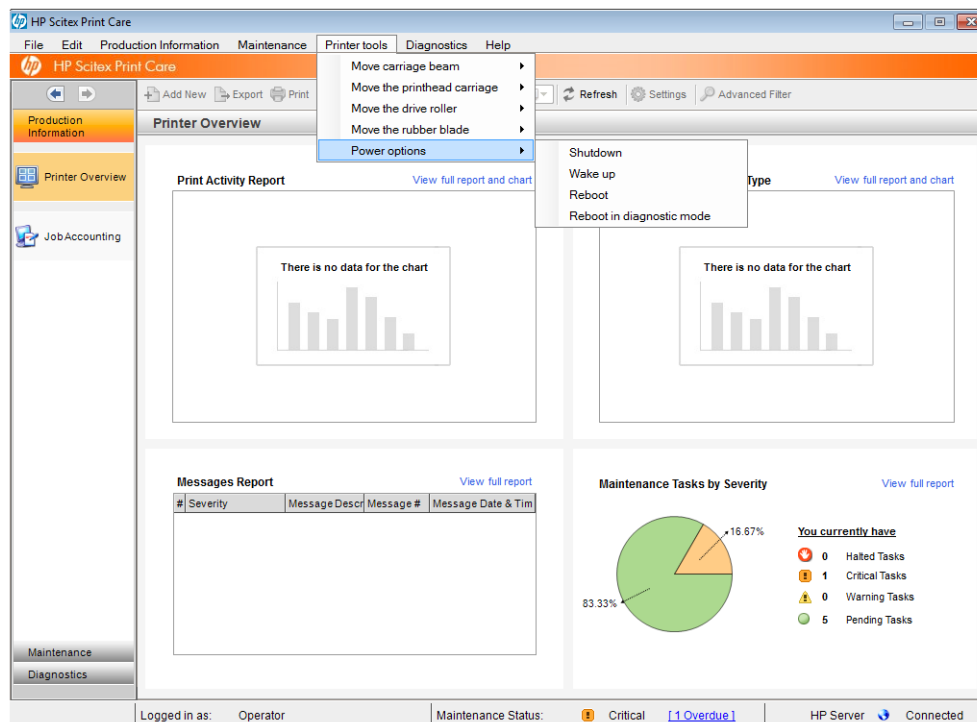 HP Scitex Print Care
File Edit Production Information Maintenance Printer tools Diagnostics Help
HP Scitex Print Care
Move carriage beam
Move the printhead carriage
Move the drive roller
Move the rubber blade
Power options
Shutdown
Wake up
Reboot
Reboot in diagnostic mode
Add New Export Print Refresh Settings Advanced Filter
Production
Information
Printer Overview
Job Accounting
Maintenance
Diagnostics
Printer Overview
Print Activity Report View full report and chart
There is no data for the chart
Type View full report and chart
There is no data for the chart
Messages Report View full report
# Severity Message Descr Message # Message Date & Tim
Maintenance Tasks by Severity View full report
16.67%
83.33%
You currently have
0 Halted Tasks
1 Critical Tasks
0 Warning Tasks
5 Pending Tasks
Logged in as: Operator Maintenance Status: Critical [1 Overdue] HP Server Connected